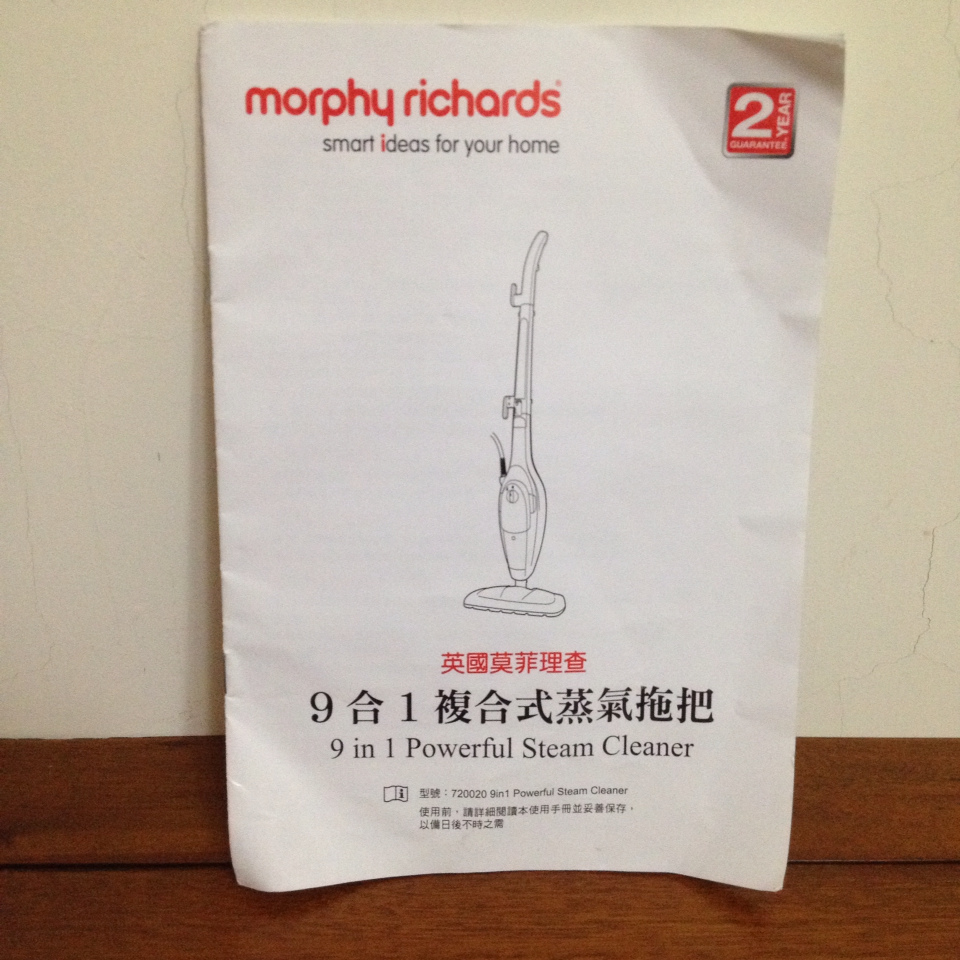 morphy richards
smart ideas for your home
2 YEAR
GUARANTEE
英國莫菲理查
9 合 1 複合式蒸氣拖把
9 in 1 Powerful Steam Cleaner
型號：720020 9in1 Powerful Steam Cleaner
使用前，請詳細閱讀本使用手冊並妥善保存，
以備日後不時之需